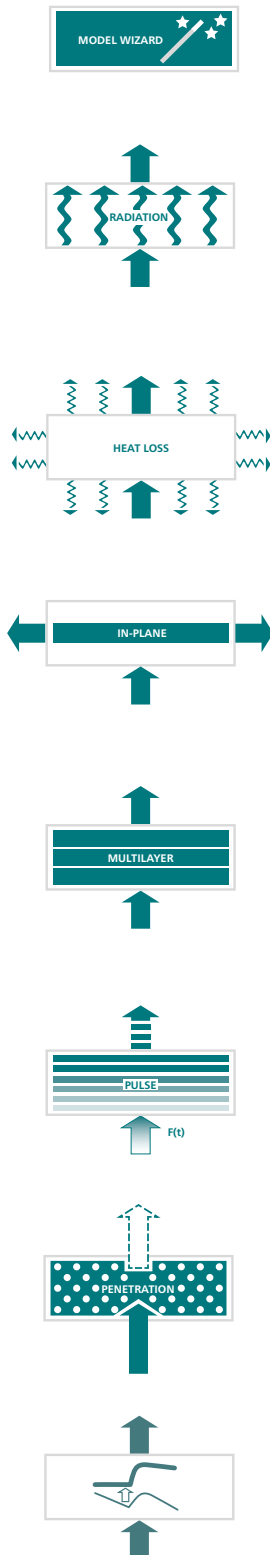 MODEL WIZARD
RADIATION
HEAT LOSS
IN-PLANE
MULTILAYER
PULSE
F(t)
PENETRATION